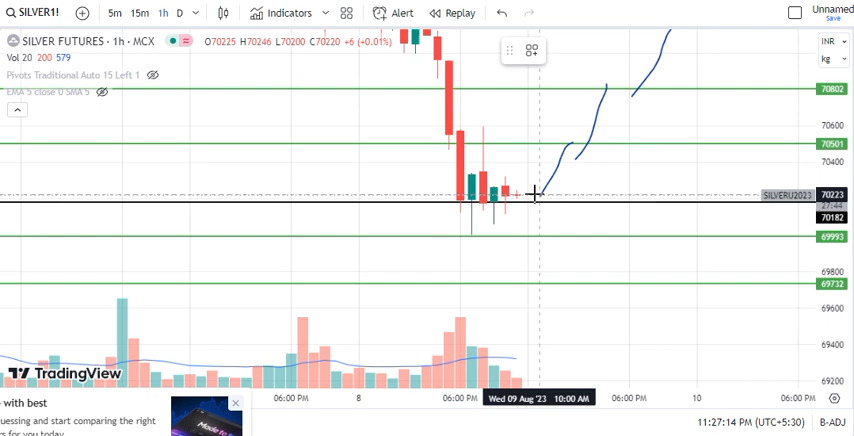 SILVER1! 5m 15m 1h D Indicators Alert Replay Unnamed
Save
SILVER FUTURES · 1h · MCX O70225 H70246 L70200 C70220 +6 (+0.01%) INR
Vol 20 200 579 kg
Pivots Traditional Auto 15 Left 1
EMA 5 close 0 SMA 5
70802
70600
70501
70400
SILVERU2023 70223
27:44
70182
69993
69800
69732
69600
69400
TradingView
69200
06:00 PM 8 06:00 PM Wed 09 Aug '23 10:00 AM 06:00 PM 10 06:00 PM
with best
uessing and start comparing the right
rs for you today
Made to
11:27:14 PM (UTC+5:30) B-ADJ